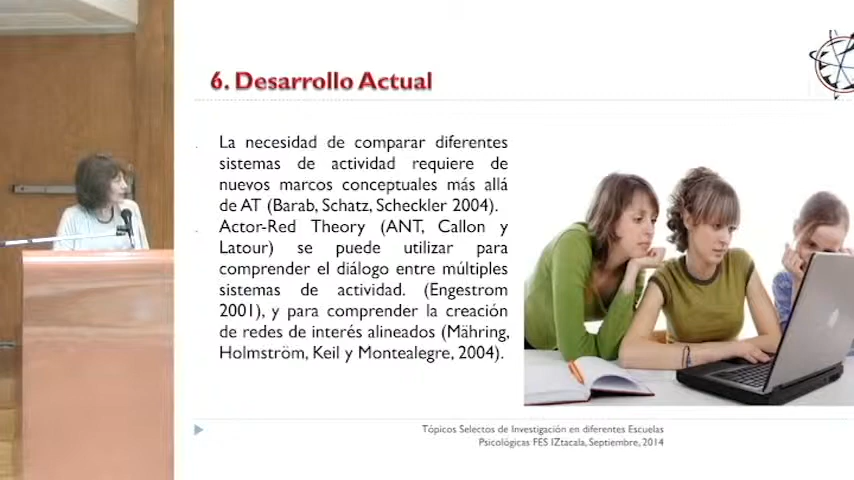 6. Desarrollo Actual
La necesidad de comparar diferentes
sistemas de actividad requiere de
nuevos marcos conceptuales más allá
de AT (Barab, Schatz, Scheckler 2004).
Actor-Red Theory (ANT, Callon y
Latour) se puede utilizar para
comprender el diálogo entre múltiples
sistemas de actividad. (Engestrom
2001), y para comprender la creación
de redes de interés alineados (Mähring,
Holmström, Keil y Montealegre, 2004).
Tópicos Selectos de Investigación en diferentes Escuelas
Psicológicas FES IZtacala, Septiembre, 2014